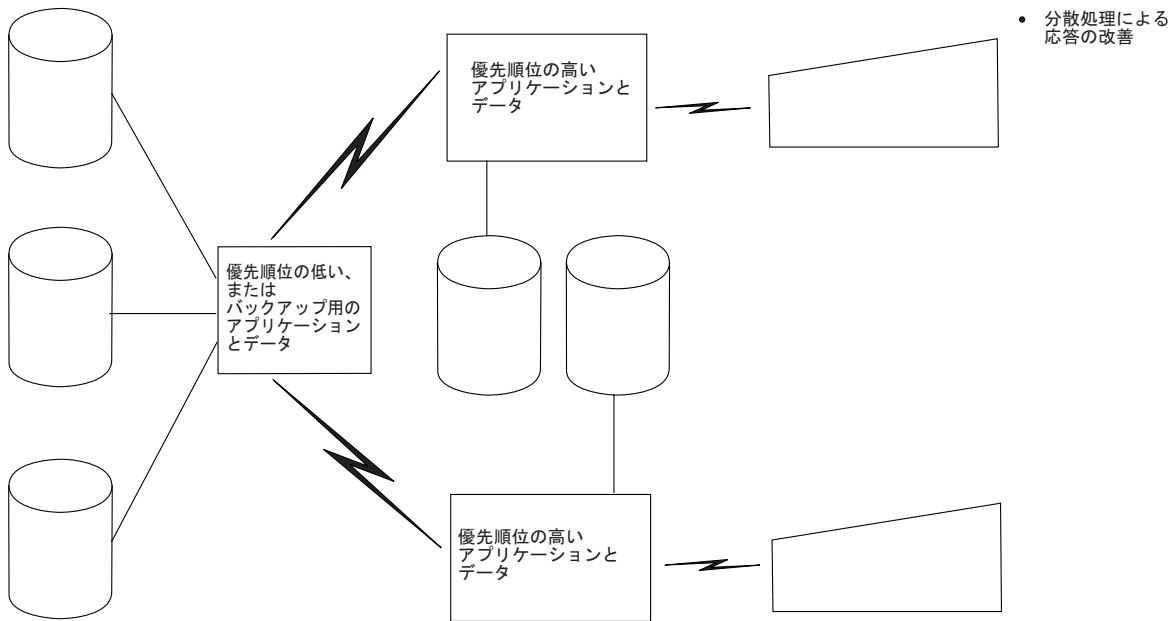 • 分散処理による
応答の改善
優先順位の高い
アプリケーションと
データ
優先順位の低い、
または
バックアップ用の
アプリケーション
とデータ
優先順位の高い
アプリケーションと
データ